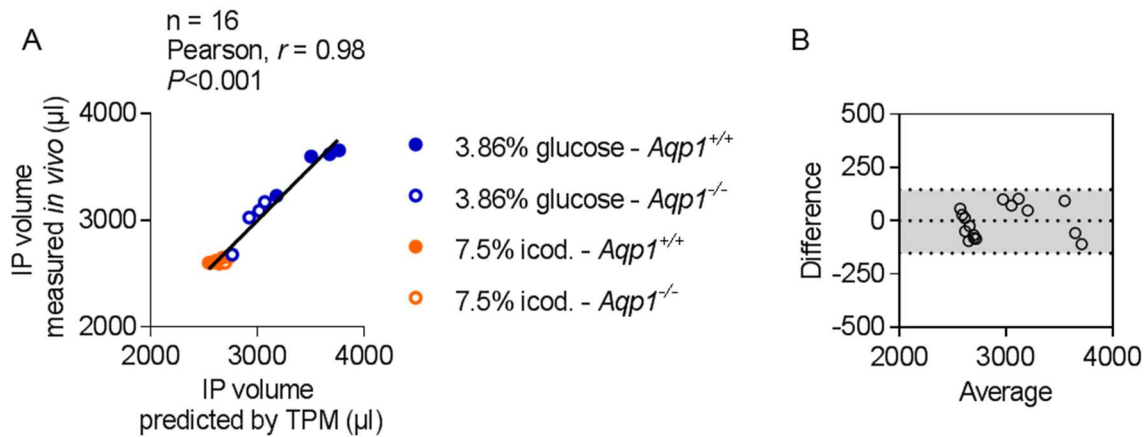 A
n = 16
Pearson, r = 0.98
P<0.001
IP volume
measured in vivo (µl)
4000
3000
2000
2000 3000 4000
IP volume
predicted by TPM (µl)
3.86% glucose - Aqp1+/+
3.86% glucose - Aqp1-/-
7.5% icod. - Aqp1+/+
7.5% icod. - Aqp1-/-
B
Difference
500
250
0
-250
-500
2000 3000 4000
Average